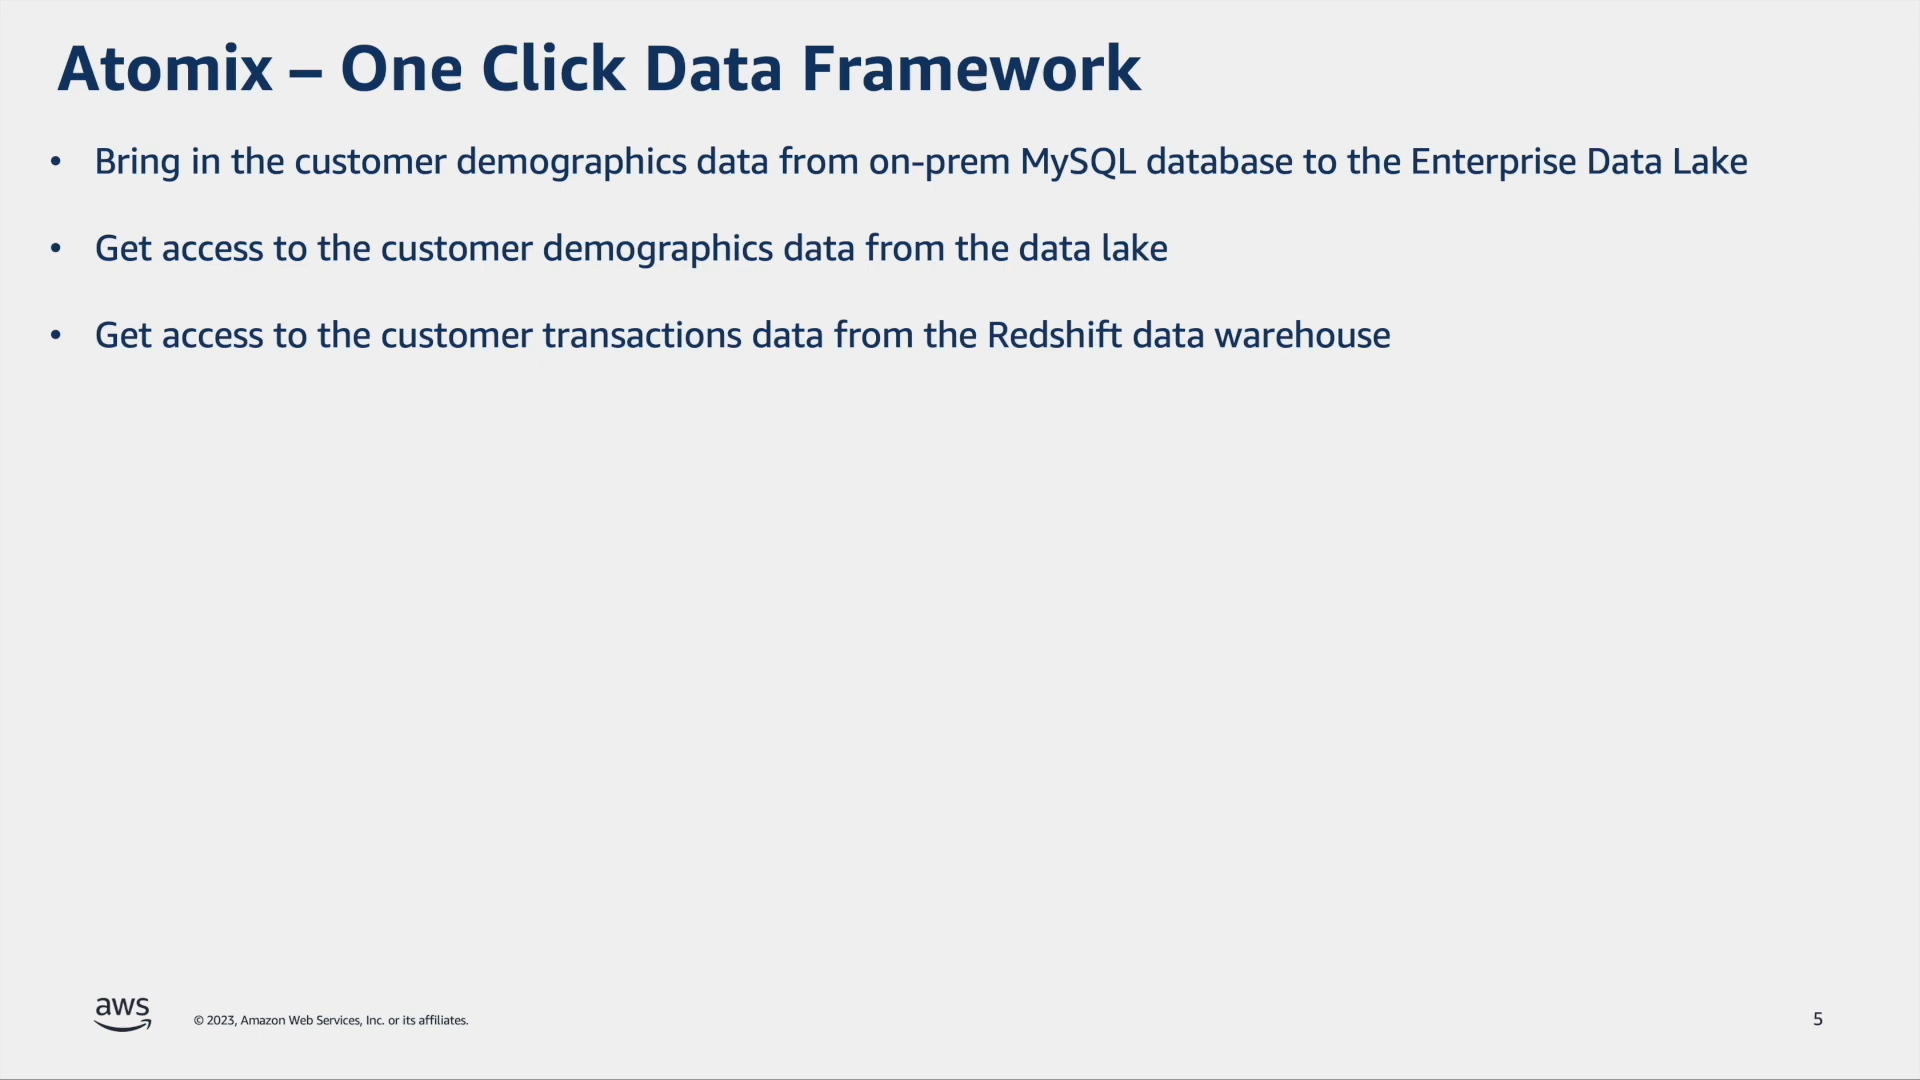 Atomix – One Click Data Framework
• Bring in the customer demographics data from on-prem MySQL database to the Enterprise Data Lake
• Get access to the customer demographics data from the data lake
• Get access to the customer transactions data from the Redshift data warehouse
aws
© 2023, Amazon Web Services, Inc. or its affiliates.
5